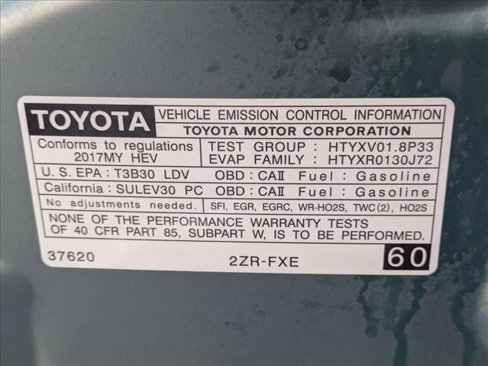 TOYOTA VEHICLE EMISSION CONTROL INFORMATION
TOYOTA MOTOR CORPORATION
Conforms to regulations TEST GROUP : HTYXV01.8P33
2017MY HEV EVAP FAMILY : HTYXR0130J72
U.S. EPA : T3B30 LDV OBD : CAII Fuel : Gasoline
California : SULEV30 PC OBD : CAII Fuel : Gasoline
No adjustments needed. SFI, EGR, EGRC, WR-HO2S, TWC(2), HO2S
NONE OF THE PERFORMANCE WARRANTY TESTS
OF 40 CFR PART 85, SUBPART W, IS TO BE PERFORMED.
37620 2ZR-FXE 60